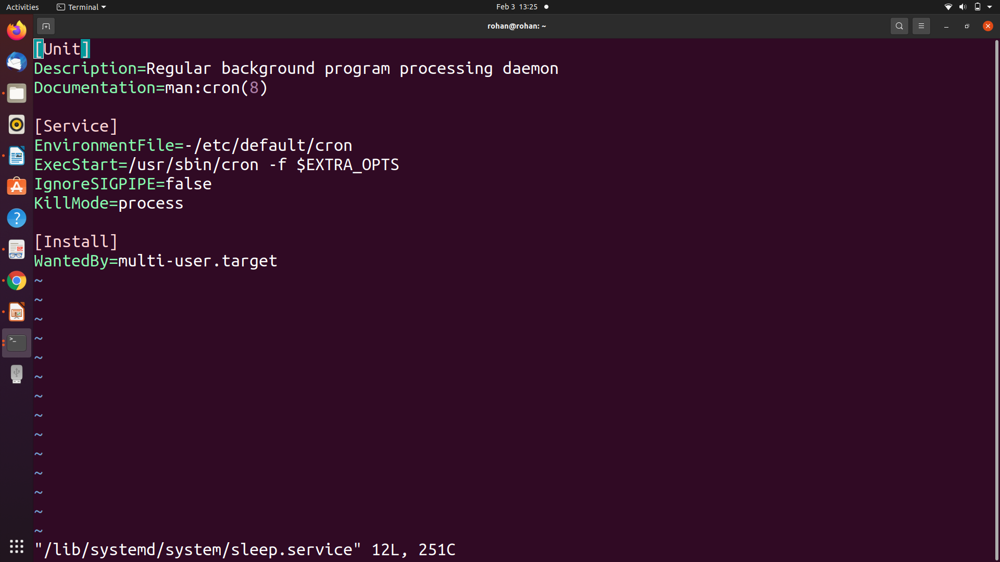 Activities
Terminal
Feb 3 13:25
rohan@rohan: ~
[Unit]
Description=Regular background program processing daemon
Documentation=man:cron(8)
[Service]
EnvironmentFile=-/etc/default/cron
ExecStart=/usr/sbin/cron -f $EXTRA_OPTS
IgnoreSIGPIPE=false
KillMode=process
[Install]
WantedBy=multi-user.target
~
~
~
~
~
~
~
~
~
~
~
~
~
~
"/lib/systemd/system/sleep.service" 12L, 251C